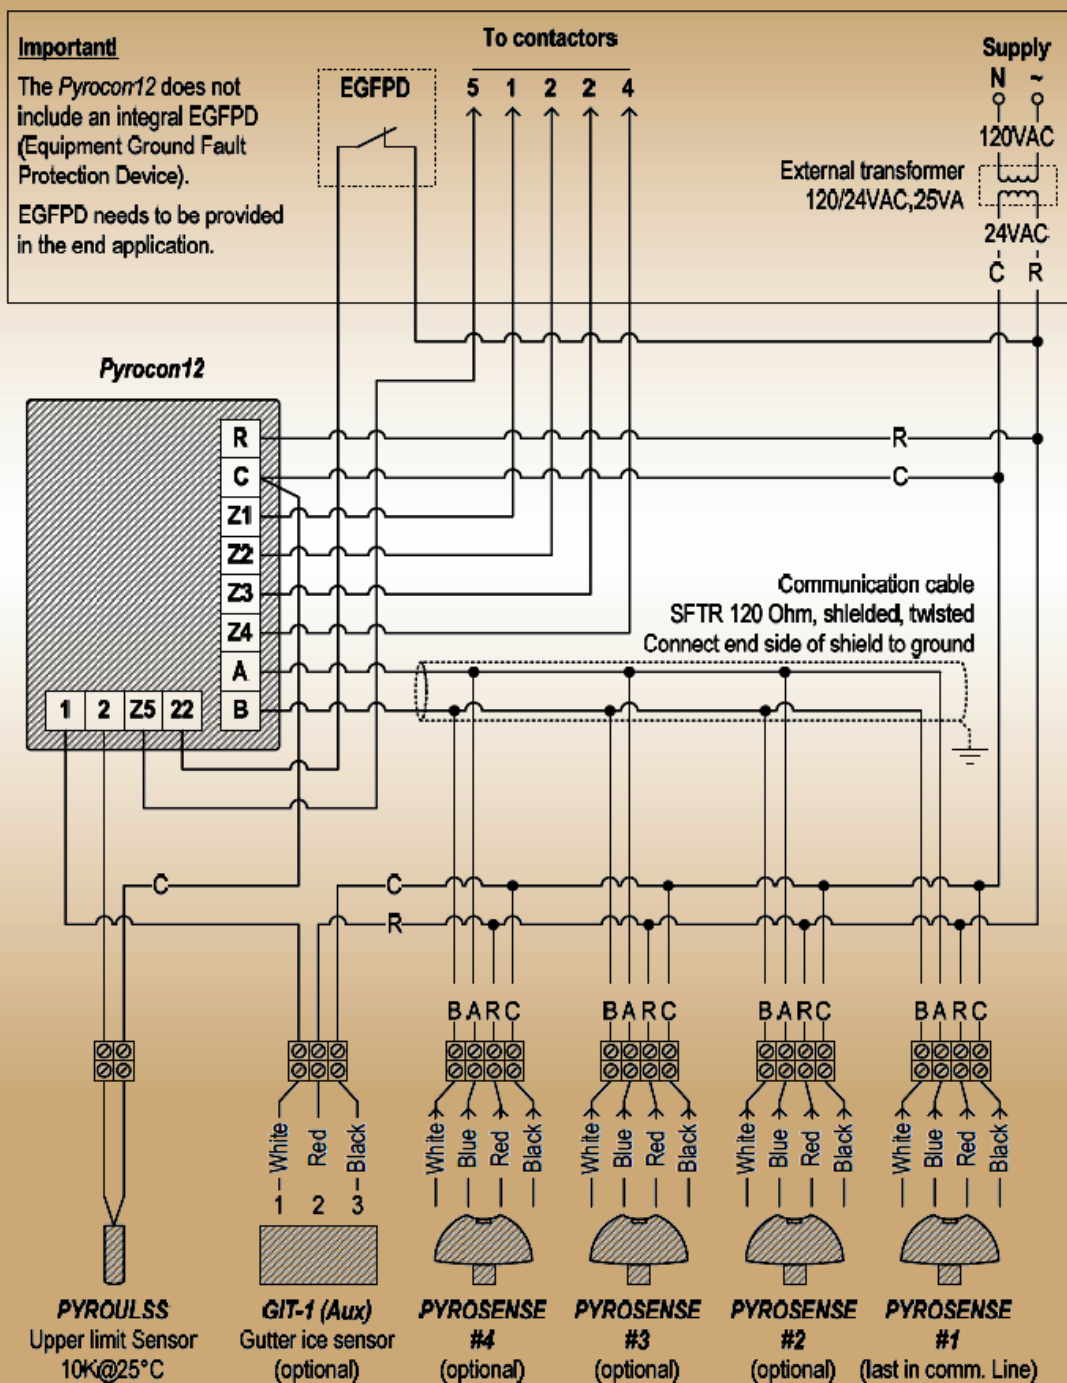 Important!
The Pyrocon12 does not
include an integral EGFPD
(Equipment Ground Fault
Protection Device).
EGFPD needs to be provided
in the end application.
EGFPD
To contactors
5 1 2 2 4
Supply
N ~
120VAC
External transformer
120/24VAC,25VA
24VAC
C R
Pyrocon12
R
C
Z1
Z2
Z3
Z4
A
B
1 2 Z5 22
R
C
Communication cable
SFTR 120 Ohm, shielded, twisted
Connect end side of shield to ground
C
C
R
B A R C
B A R C
B A R C
B A R C
White Red Black
1 2 3
White Blue Red Black
White Blue Red Black
White Blue Red Black
White Blue Red Black
PYROULSS
Upper limit Sensor
10K@25°C
GIT-1 (Aux)
Gutter ice sensor
(optional)
PYROSENSE
#4
(optional)
PYROSENSE
#3
(optional)
PYROSENSE
#2
(optional)
PYROSENSE
#1
(last in comm. Line)